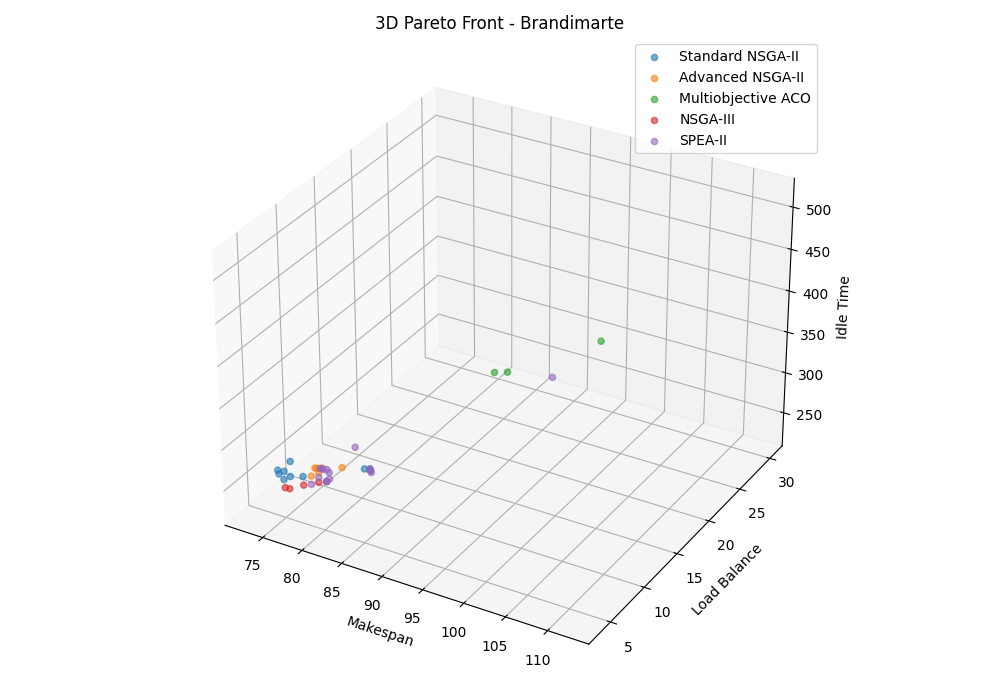 3D Pareto Front - Brandimarte
Standard NSGA-II
Advanced NSGA-II
Multiobjective ACO
NSGA-III
SPEA-II
500
450
400
350
300
250
Idle Time
30
25
20
15
10
5
Load Balance
75
80
85
90
95
100
105
110
Makespan